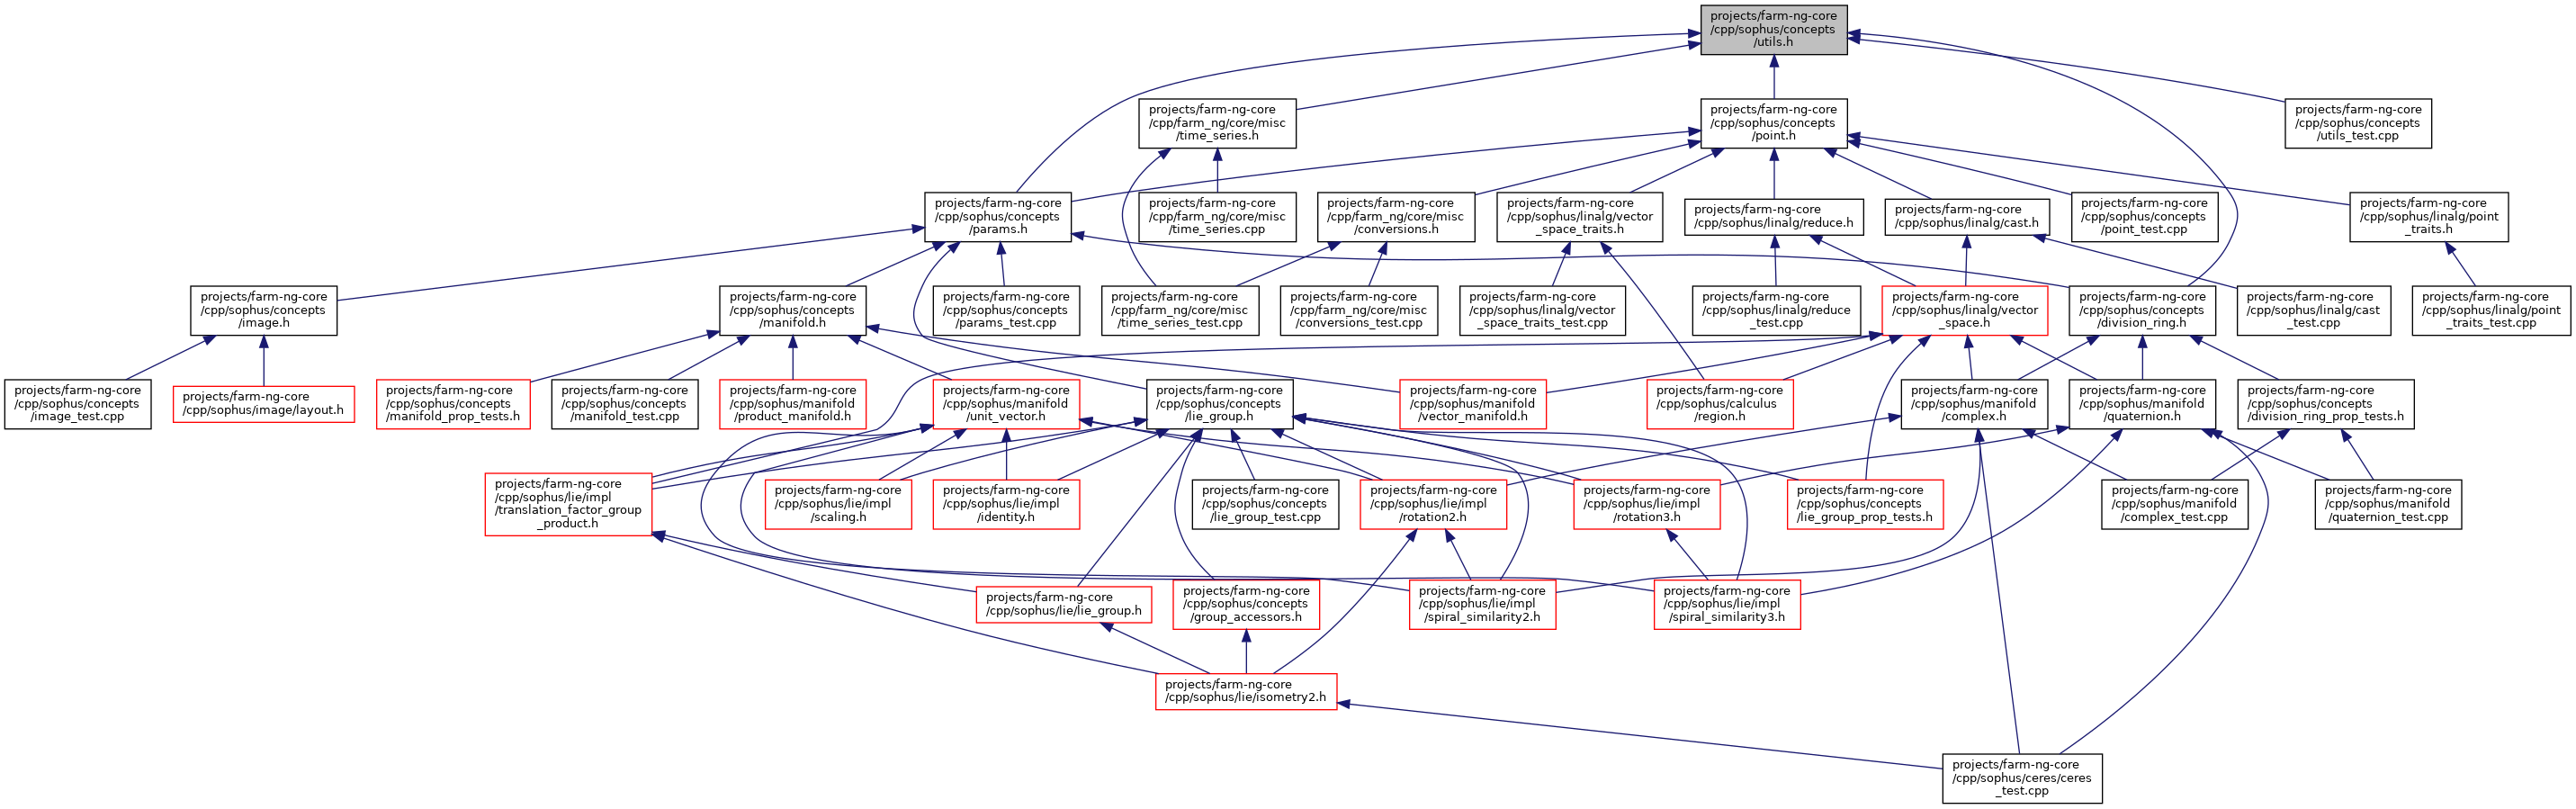 projects/farm-ng-core
/cpp/sophus/concepts
/utils.h
projects/farm-ng-core
/cpp/farm_ng/core/misc
/time_series.h
projects/farm-ng-core
/cpp/sophus/concepts
/point.h
projects/farm-ng-core
/cpp/sophus/concepts
/utils_test.cpp
projects/farm-ng-core
/cpp/sophus/concepts
/params.h
projects/farm-ng-core
/cpp/farm_ng/core/misc
/time_series.cpp
projects/farm-ng-core
/cpp/farm_ng/core/misc
/conversions.h
projects/farm-ng-core
/cpp/sophus/linalg/vector
_space_traits.h
projects/farm-ng-core
/cpp/sophus/linalg/reduce.h
projects/farm-ng-core
/cpp/sophus/linalg/cast.h
projects/farm-ng-core
/cpp/sophus/concepts
/point_test.cpp
projects/farm-ng-core
/cpp/sophus/linalg/point
_traits.h
projects/farm-ng-core
/cpp/sophus/concepts
/image.h
projects/farm-ng-core
/cpp/sophus/concepts
/manifold.h
projects/farm-ng-core
/cpp/sophus/concepts
/params_test.cpp
projects/farm-ng-core
/cpp/farm_ng/core/misc
/time_series_test.cpp
projects/farm-ng-core
/cpp/farm_ng/core/misc
/conversions_test.cpp
projects/farm-ng-core
/cpp/sophus/linalg/vector
_space_traits_test.cpp
projects/farm-ng-core
/cpp/sophus/linalg/reduce
_test.cpp
projects/farm-ng-core
/cpp/sophus/linalg/vector
_space.h
projects/farm-ng-core
/cpp/sophus/concepts
/division_ring.h
projects/farm-ng-core
/cpp/sophus/linalg/cast
_test.cpp
projects/farm-ng-core
/cpp/sophus/linalg/point
_traits_test.cpp
projects/farm-ng-core
/cpp/sophus/concepts
/image_test.cpp
projects/farm-ng-core
/cpp/sophus/image/layout.h
projects/farm-ng-core
/cpp/sophus/concepts
/manifold_prop_tests.h
projects/farm-ng-core
/cpp/sophus/concepts
/manifold_test.cpp
projects/farm-ng-core
/cpp/sophus/manifold
/product_manifold.h
projects/farm-ng-core
/cpp/sophus/manifold
/unit_vector.h
projects/farm-ng-core
/cpp/sophus/concepts
/lie_group.h
projects/farm-ng-core
/cpp/sophus/manifold
/vector_manifold.h
projects/farm-ng-core
/cpp/sophus/calculus
/region.h
projects/farm-ng-core
/cpp/sophus/manifold
/complex.h
projects/farm-ng-core
/cpp/sophus/manifold
/quaternion.h
projects/farm-ng-core
/cpp/sophus/concepts
/division_ring_prop_tests.h
projects/farm-ng-core
/cpp/sophus/lie/impl
/translation_factor_group
_product.h
projects/farm-ng-core
/cpp/sophus/lie/impl
/scaling.h
projects/farm-ng-core
/cpp/sophus/lie/impl
/identity.h
projects/farm-ng-core
/cpp/sophus/concepts
/lie_group_test.cpp
projects/farm-ng-core
/cpp/sophus/lie/impl
/rotation2.h
projects/farm-ng-core
/cpp/sophus/lie/impl
/rotation3.h
projects/farm-ng-core
/cpp/sophus/concepts
/lie_group_prop_tests.h
projects/farm-ng-core
/cpp/sophus/manifold
/complex_test.cpp
projects/farm-ng-core
/cpp/sophus/manifold
/quaternion_test.cpp
projects/farm-ng-core
/cpp/sophus/lie/lie_group.h
projects/farm-ng-core
/cpp/sophus/concepts
/group_accessors.h
projects/farm-ng-core
/cpp/sophus/lie/impl
/spiral_similarity2.h
projects/farm-ng-core
/cpp/sophus/lie/impl
/spiral_similarity3.h
projects/farm-ng-core
/cpp/sophus/lie/isometry2.h
projects/farm-ng-core
/cpp/sophus/ceres/ceres
_test.cpp